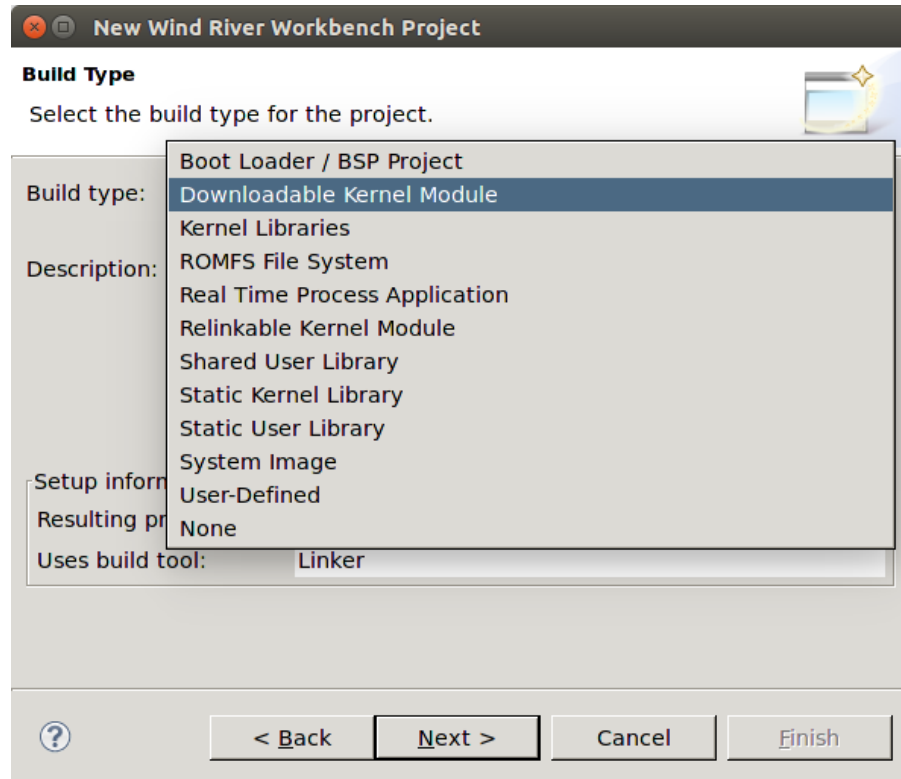 New Wind River Workbench Project
Build Type
Select the build type for the project.
Build type:
Boot Loader / BSP Project
Downloadable Kernel Module
Kernel Libraries
ROMFS File System
Real Time Process Application
Relinkable Kernel Module
Shared User Library
Static Kernel Library
Static User Library
System Image
User-Defined
None
Description:
Setup
Resulting
Uses build tool: Linker
? < Back Next > Cancel Finish